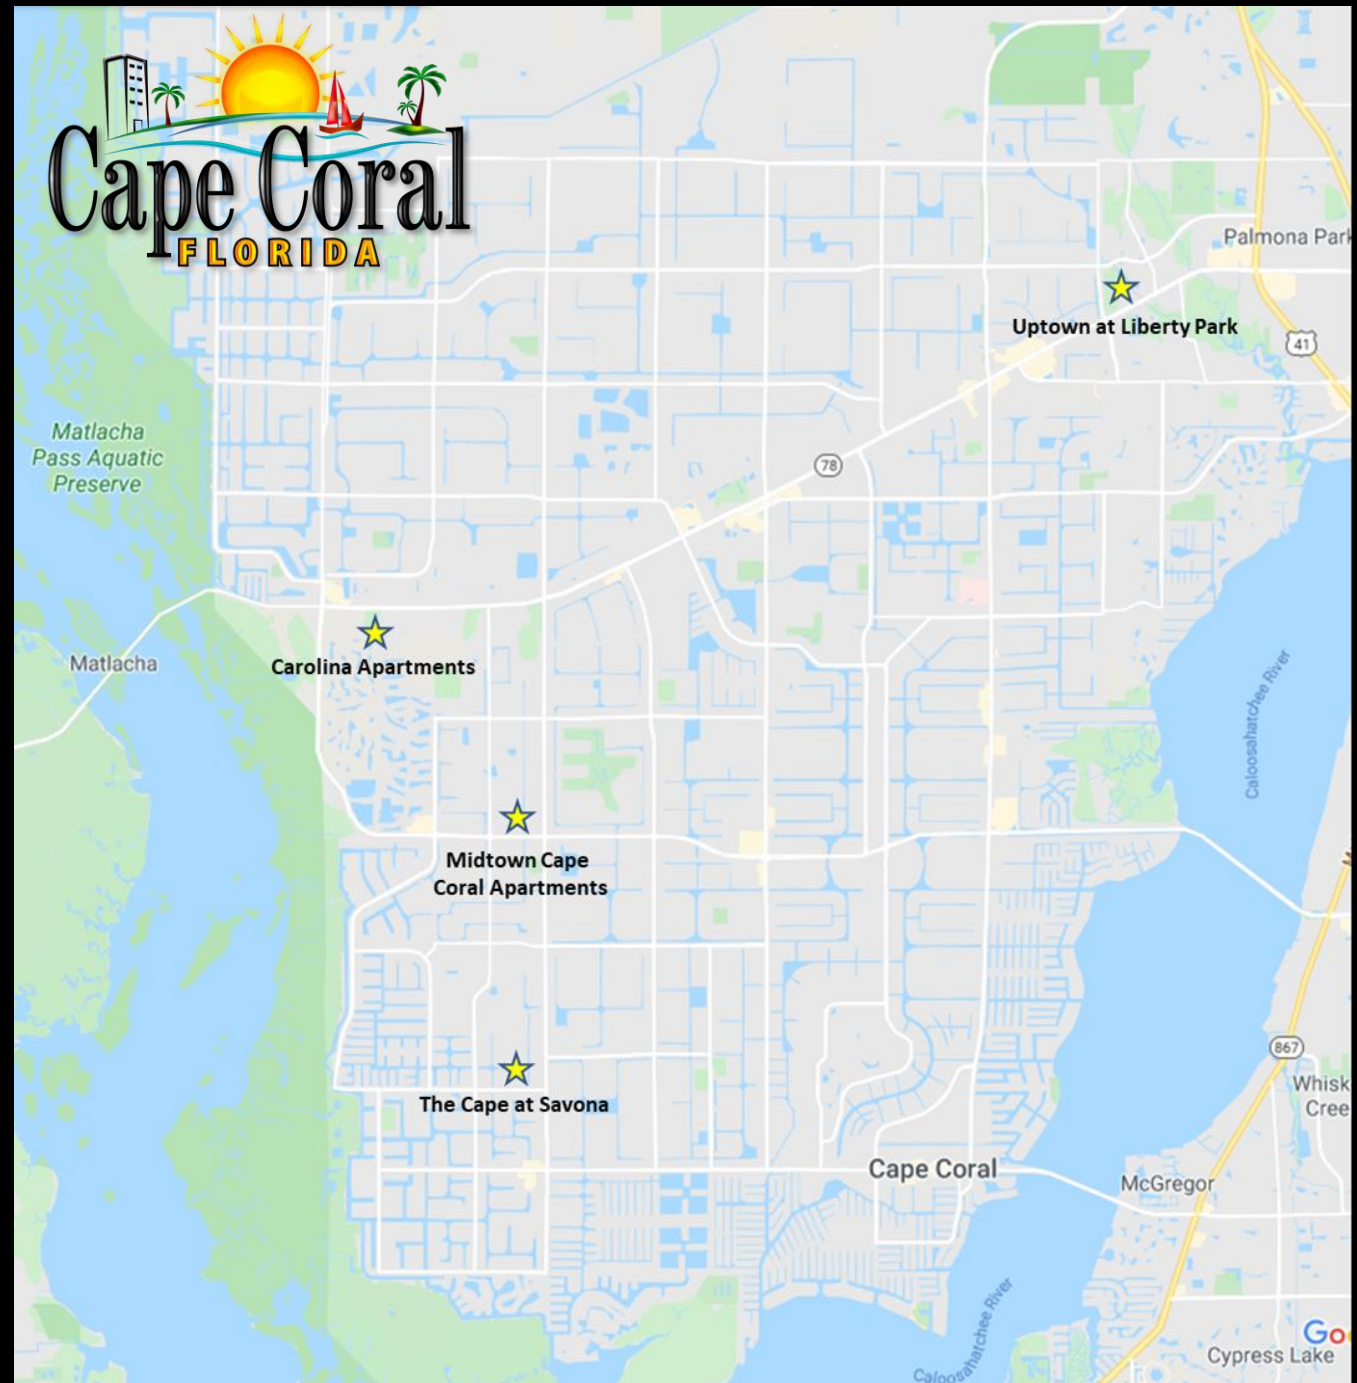 Cape Coral
FLORIDA
Palmona Park
Uptown at Liberty Park
41
Matlacha
Pass Aquatic
Preserve
78
Carolina Apartments
Matlacha
Caloosahatchee River
Midtown Cape
Coral Apartments
867
Whisk
Cree
The Cape at Savona
Cape Coral
McGregor
Caloosahatchee River
Goo
Cypress Lake